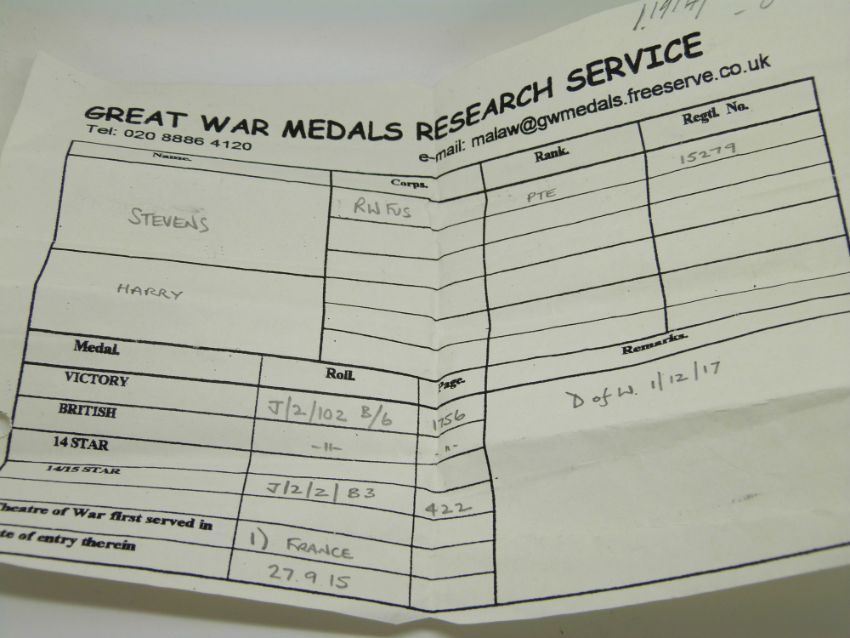 GREAT WAR MEDALS RESEARCH SERVICE
Tel: 020 8886 4120 e-mail: malaw@gwmedals.freeserve.co.uk
Name. Corps. Rank. Regtl. No.
STEVENS RW FUS PTE 15279
HARRY
Medal. Roll. Page. Remarks.
VICTORY J/2/102 B/6 1756 D of W. 1/12/17
BRITISH -11- -11-
14 STAR
14/15 STAR J/2/2/B3 422
Theatre of War first served in 1) FRANCE
te of entry therein 27.9.15